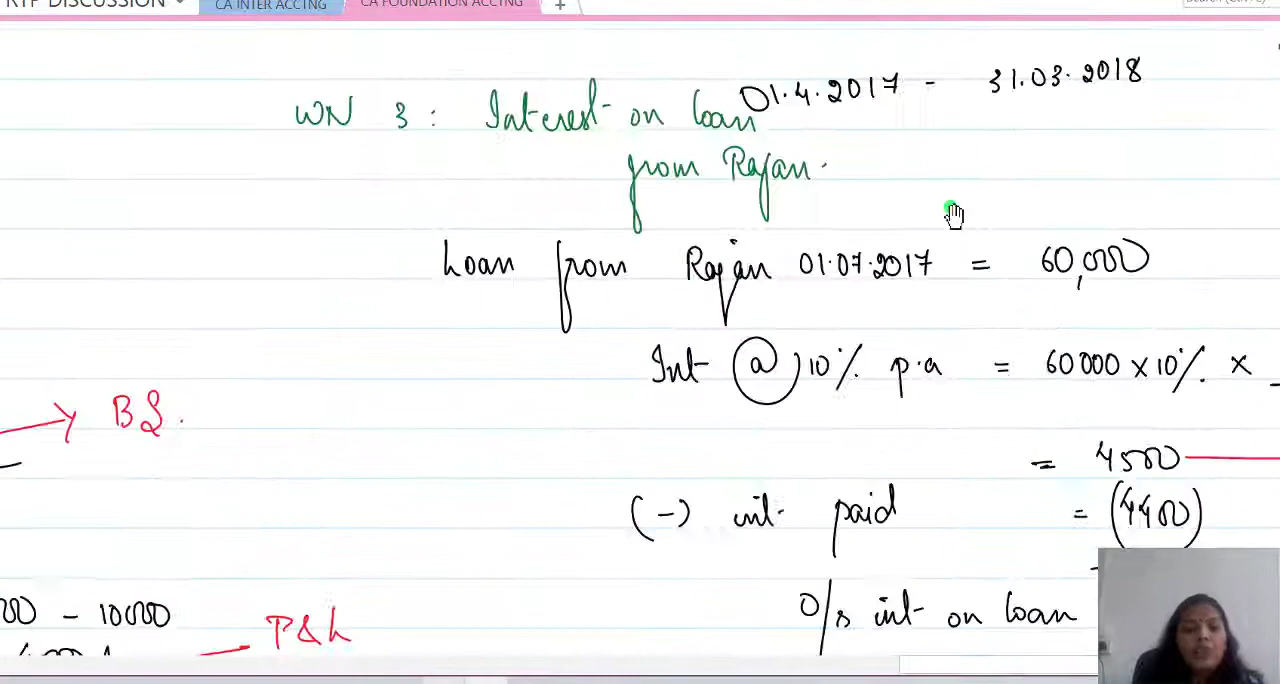 RTP DISCUSSION
CA INTER ACCTNG
CA FOUNDATION ACCTNG
WN 3 : Interest on loan 01.4.2017 - 31.03.2018
from Rajan.
Loan from Rajan 01.07.2017 = 60,000
Int @ 10% p.a = 60000 x 10% x
B S.
= 4500
(-) int. paid = (4400)
- 10000
P & L
o/s int on loan